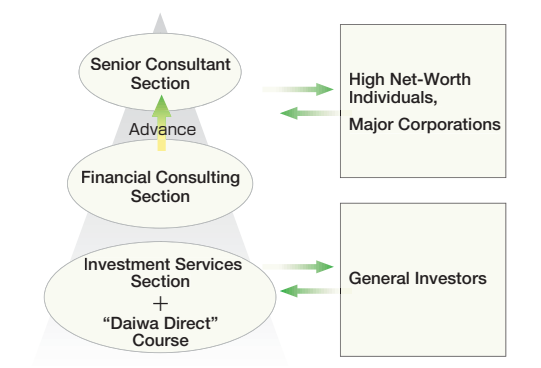 Senior Consultant
Section
High Net-Worth
Individuals,
Major Corporations
Advance
Financial Consulting
Section
Investment Services
Section
+
“Daiwa Direct”
Course
General Investors